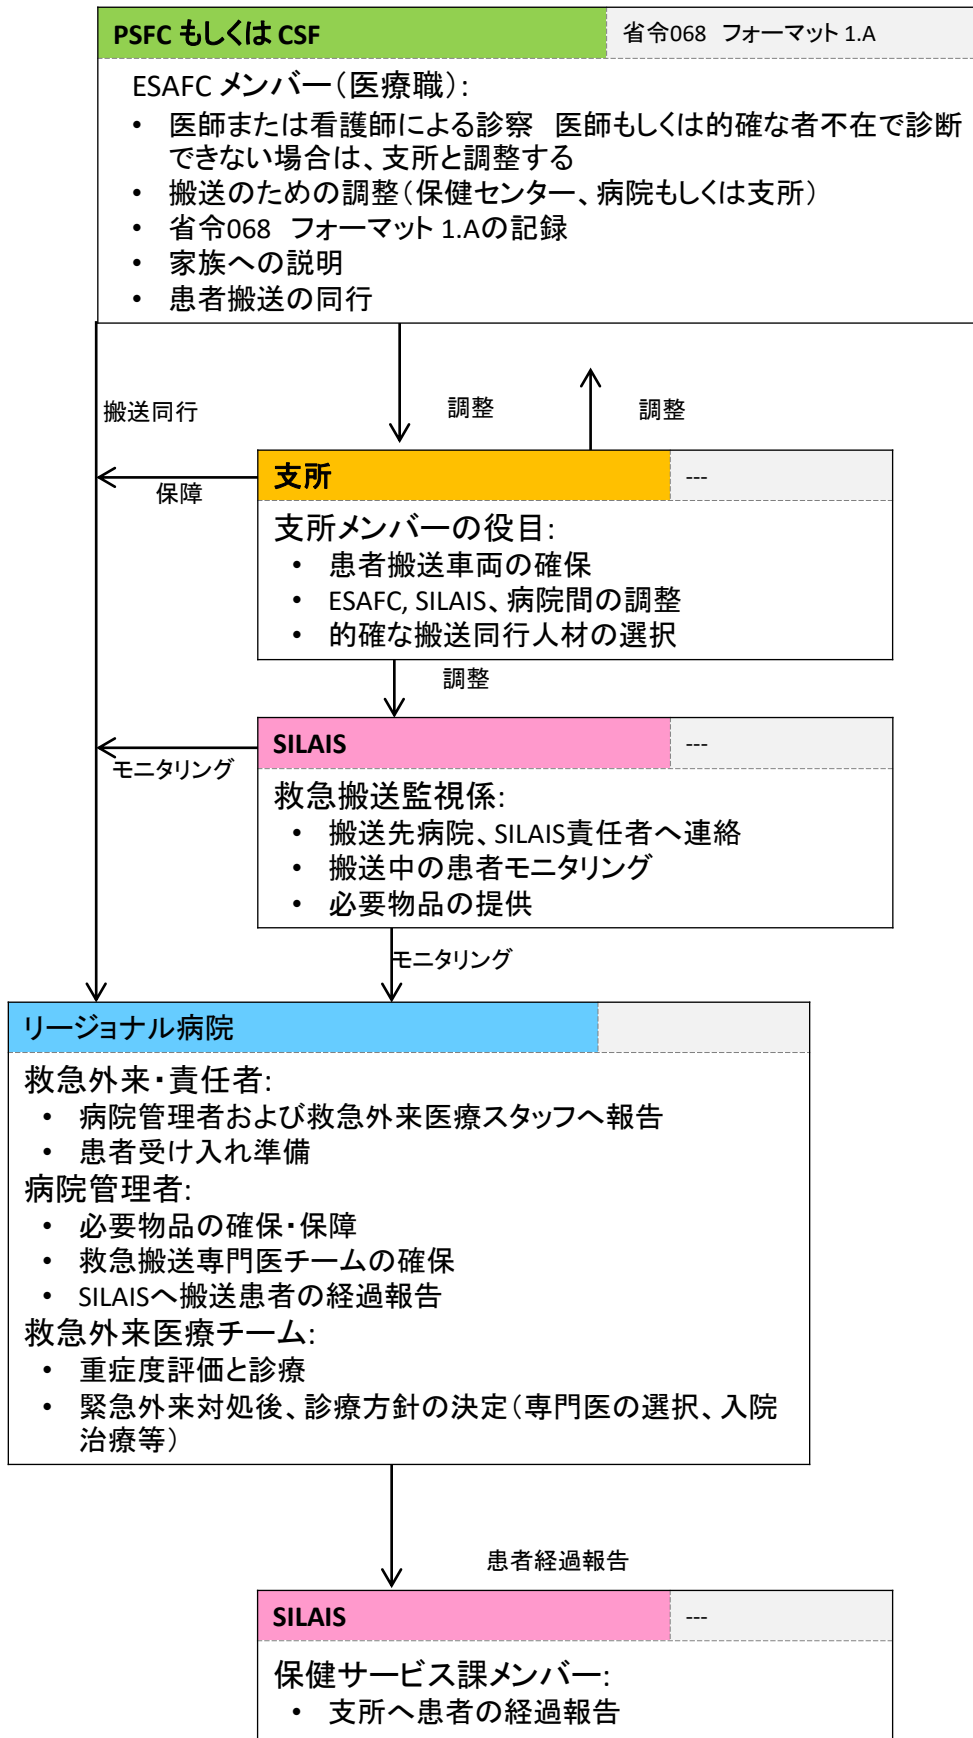 PSFC もしくは CSF
省令068　フォーマット 1.A
ESAFC メンバー（医療職）:
• 医師または看護師による診察　医師もしくは的確な者不在で診断
できない場合は、支所と調整する
• 搬送のための調整（保健センター、病院もしくは支所）
• 省令068　フォーマット 1.Aの記録
• 家族への説明
• 患者搬送の同行
搬送同行
調整
調整
支所
---
保障
支所メンバーの役目:
• 患者搬送車両の確保
• ESAFC, SILAIS、病院間の調整
• 的確な搬送同行人材の選択
調整
SILAIS
---
モニタリング
救急搬送監視係:
• 搬送先病院、SILAIS責任者へ連絡
• 搬送中の患者モニタリング
• 必要物品の提供
モニタリング
リージョナル病院
救急外来・責任者:
• 病院管理者および救急外来医療スタッフへ報告
• 患者受け入れ準備
病院管理者:
• 必要物品の確保・保障
• 救急搬送専門医チームの確保
• SILAISへ搬送患者の経過報告
救急外来医療チーム:
• 重症度評価と診療
• 緊急外来対処後、診療方針の決定（専門医の選択、入院
治療等）
患者経過報告
SILAIS
---
保健サービス課メンバー:
• 支所へ患者の経過報告